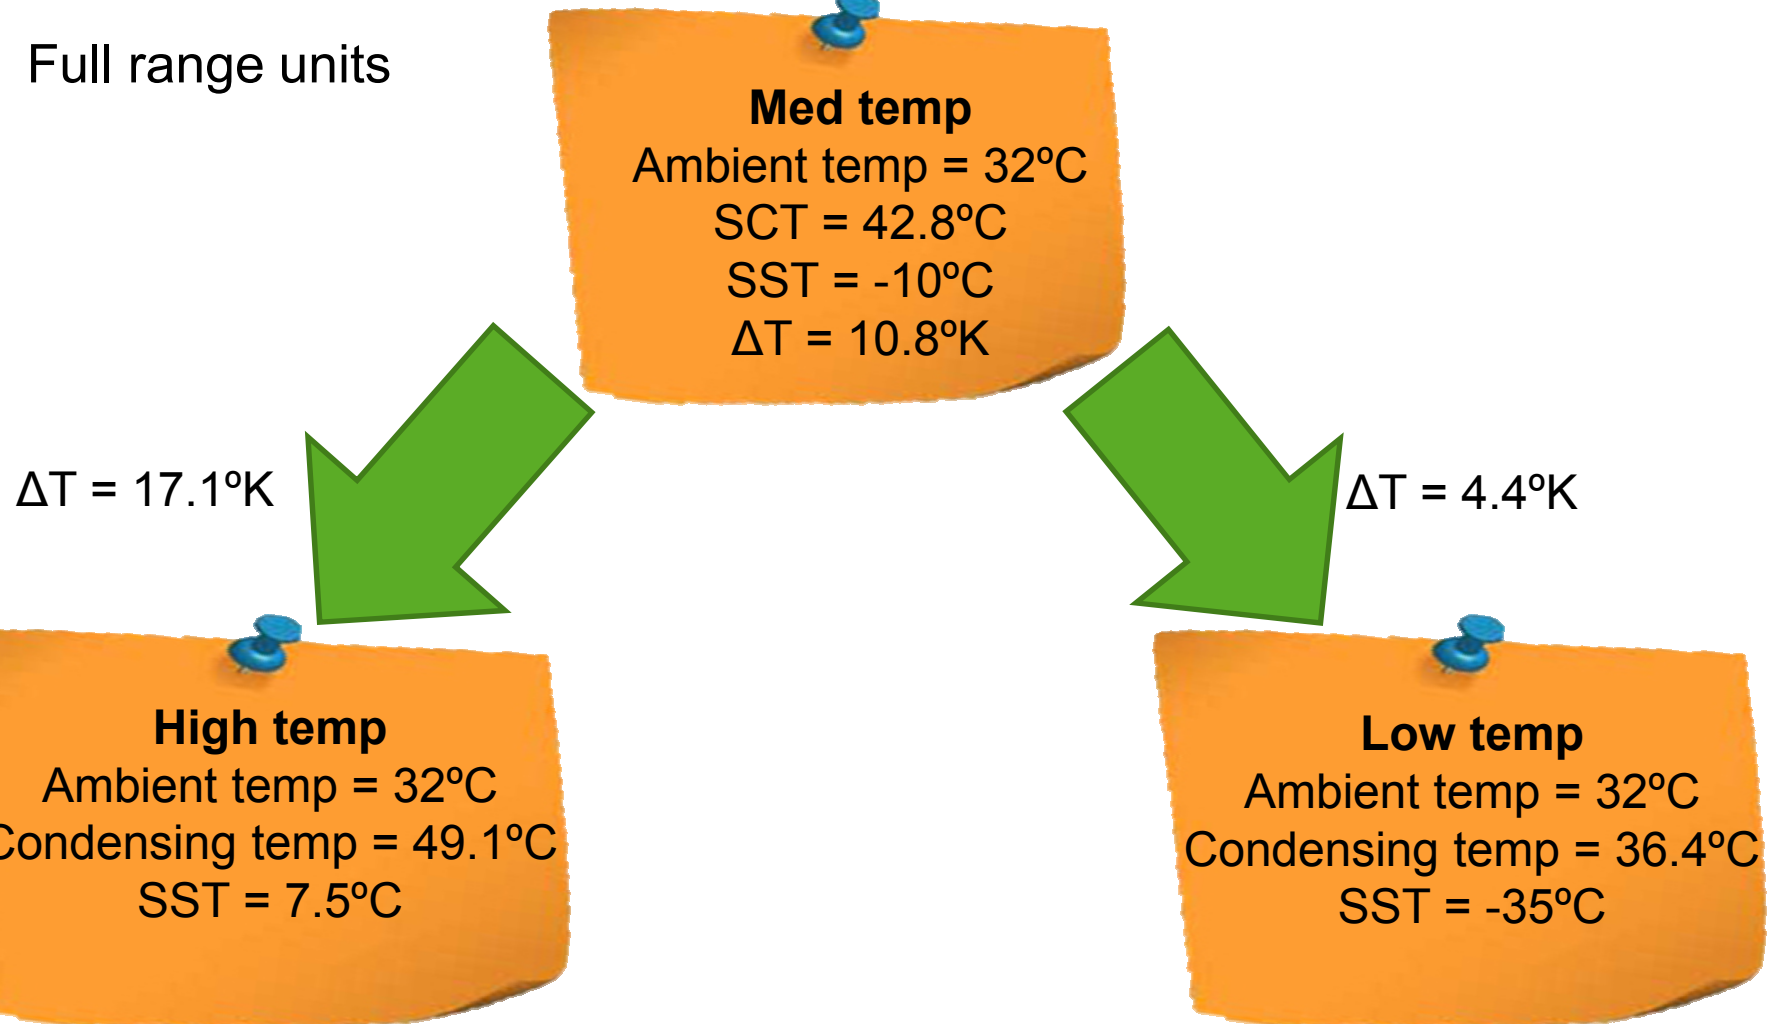 Full range units
Med temp
Ambient temp = 32ºC
SCT = 42.8ºC
SST = -10ºC
ΔT = 10.8ºK
ΔT = 17.1ºK
ΔT = 4.4ºK
High temp
Ambient temp = 32ºC
Condensing temp = 49.1ºC
SST = 7.5ºC
Low temp
Ambient temp = 32ºC
Condensing temp = 36.4ºC
SST = -35ºC